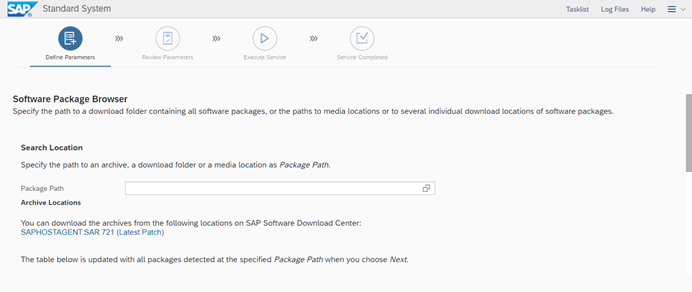 SAP Standard System Tasklist Log Files Help
Define Parameters Review Parameters Execute Service Service Completed
Software Package Browser
Specify the path to a download folder containing all software packages, or the paths to media locations or to several individual download locations of software packages.
Search Location
Specify the path to an archive, a download folder or a media location as Package Path.
Package Path
Archive Locations
You can download the archives from the following locations on SAP Software Download Center:
SAPHOSTAGENT.SAR 721 (Latest Patch)
The table below is updated with all packages detected at the specified Package Path when you choose Next.